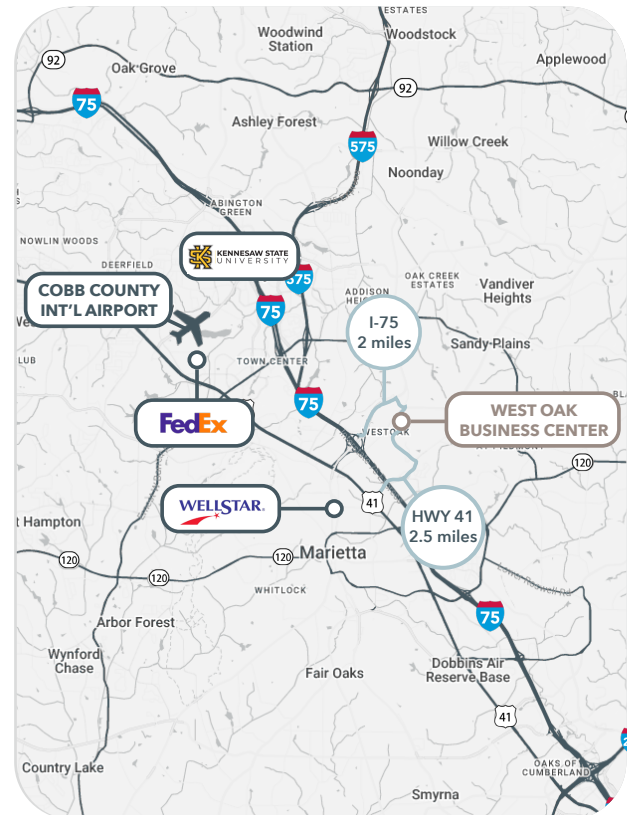 ESTATES
Woodwind
Station
Woodstock
92
Oak Grove
Applewood
92
75
Ashley Forest
575
Willow Creek
Noonday
ABINGTON
GREEN
NOWLIN WOODS
KENNESAW STATE
UNIVERSITY
DEERFIELD
575
OAK CREEK
ESTATES
COBB COUNTY
INT'L AIRPORT
ADDISON
Vandiver
Heights
75
I-75
2 miles
Sandy Plains
LUB
TOWN CENTER
75
FedEx
WEST OAK
BUSINESS CENTER
WESTOAK
120
WELLSTAR
41
HWY 41
2.5 miles
t Hampton
120
120
Marietta
120
WHITLOCK
75
Arbor Forest
Wynford
Chase
Fair Oaks
Dobbins Air
Reserve Base
41
Country Lake
OAKS OF
CUMBERLAND
Smyrna